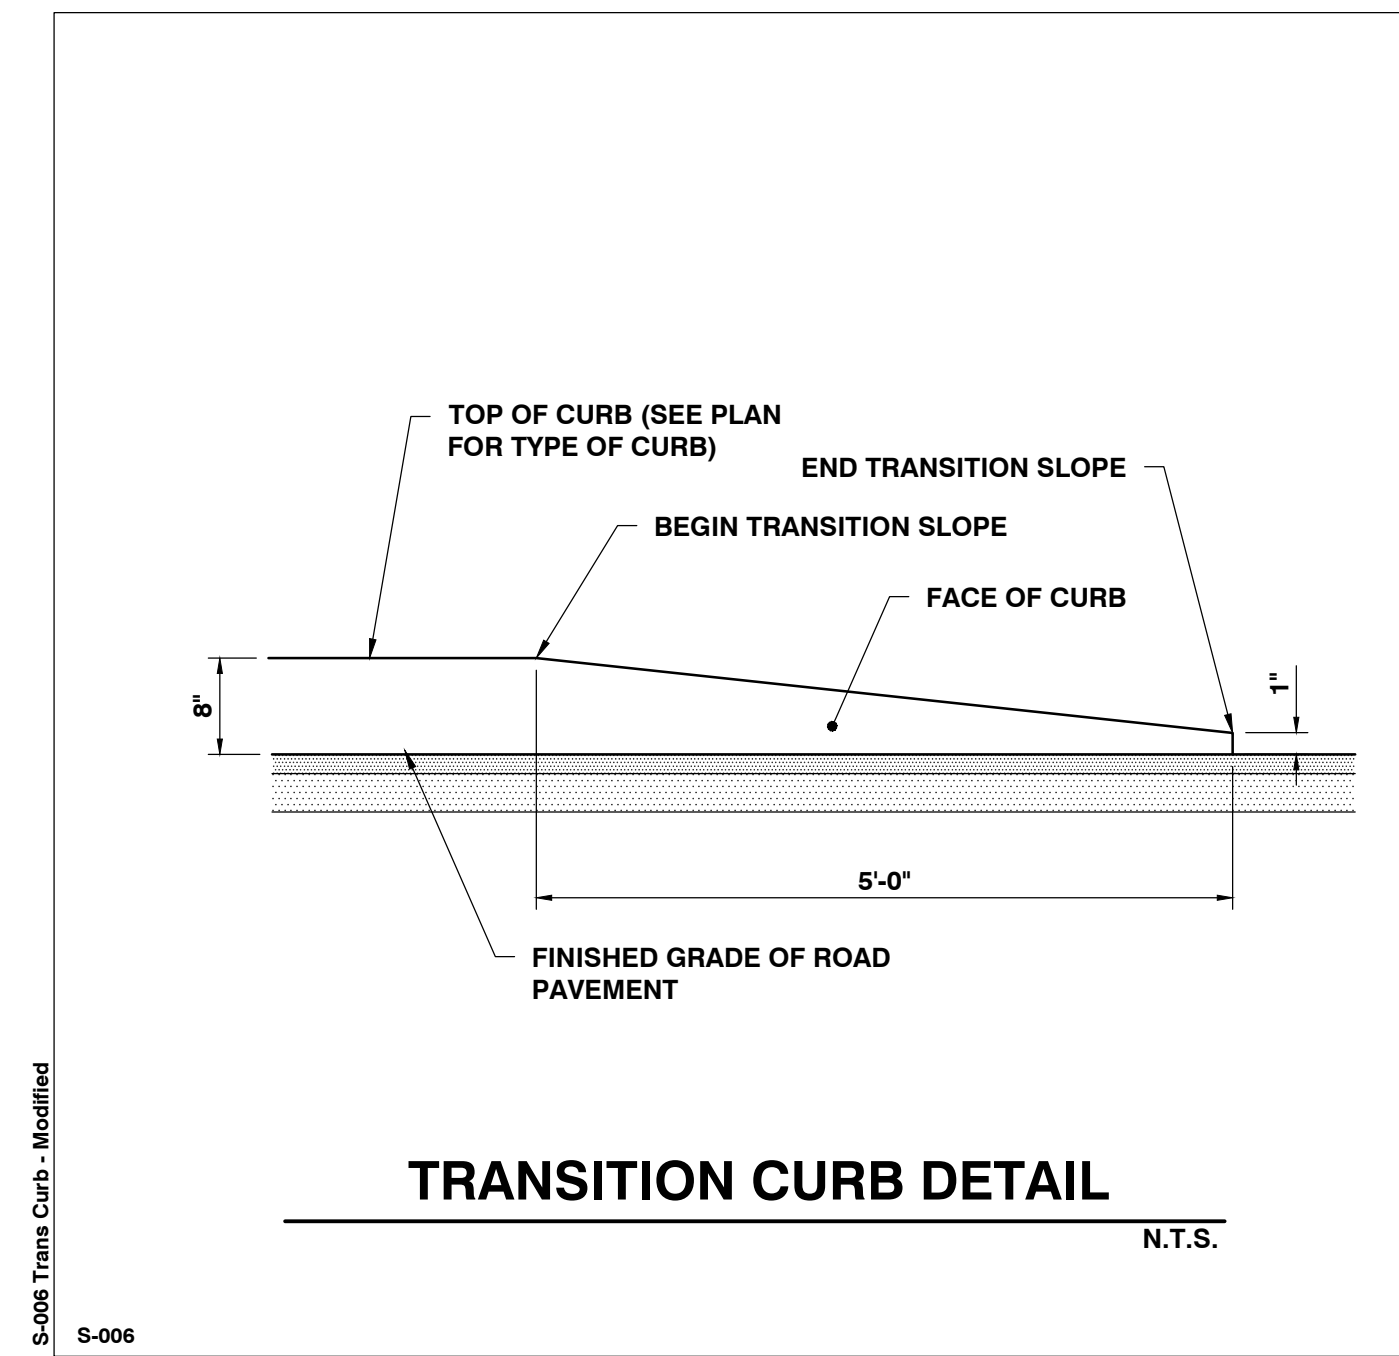 TOP OF CURB (SEE PLAN
FOR TYPE OF CURB)
END TRANSITION SLOPE
BEGIN TRANSITION SLOPE
FACE OF CURB
8"
1"
5'-0"
FINISHED GRADE OF ROAD
PAVEMENT
TRANSITION CURB DETAIL
N.T.S.
S-006 Trans Curb - Modified
S-006